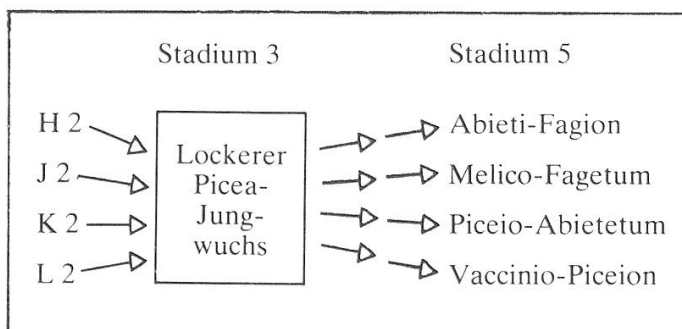 Stadium 3 Stadium 5
H 2
J 2
K 2
L 2
Lockerer
Picea-
Jung-
wuchs
Abieti-Fagion
Melico-Fagetum
Piceio-Abietetum
Vaccinio-Piceion